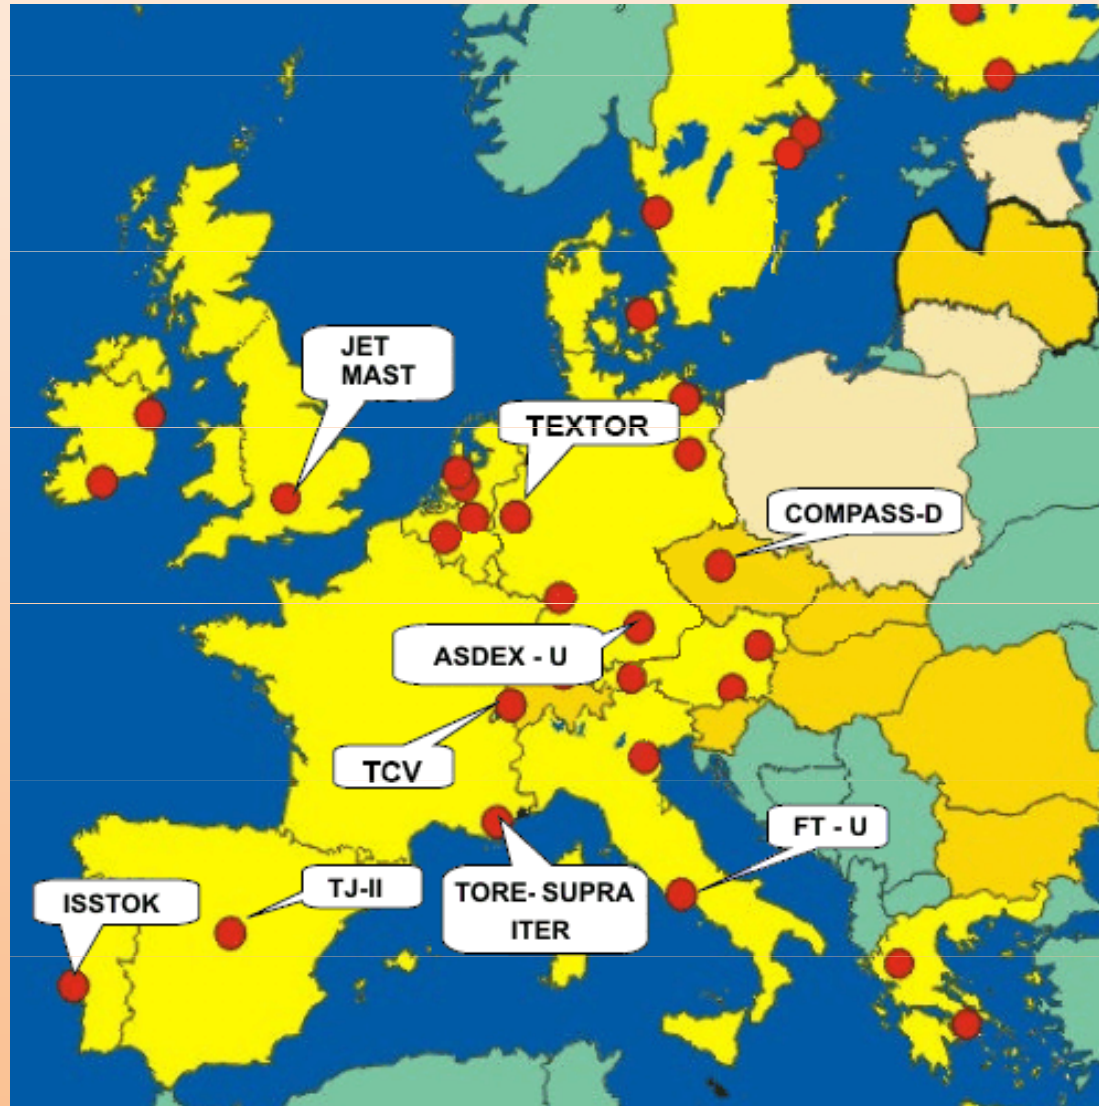 JET
MAST
TEXTOR
COMPASS-D
ASDEX - U
TCV
FT - U
TJ-II
TORE- SUPRA
ITER
ISSTOK